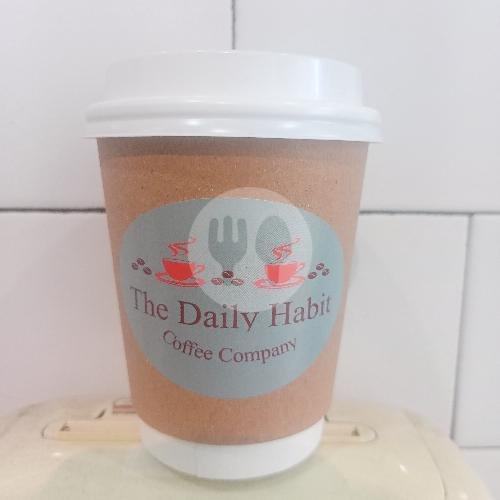 The Daily Habit
Coffee Company